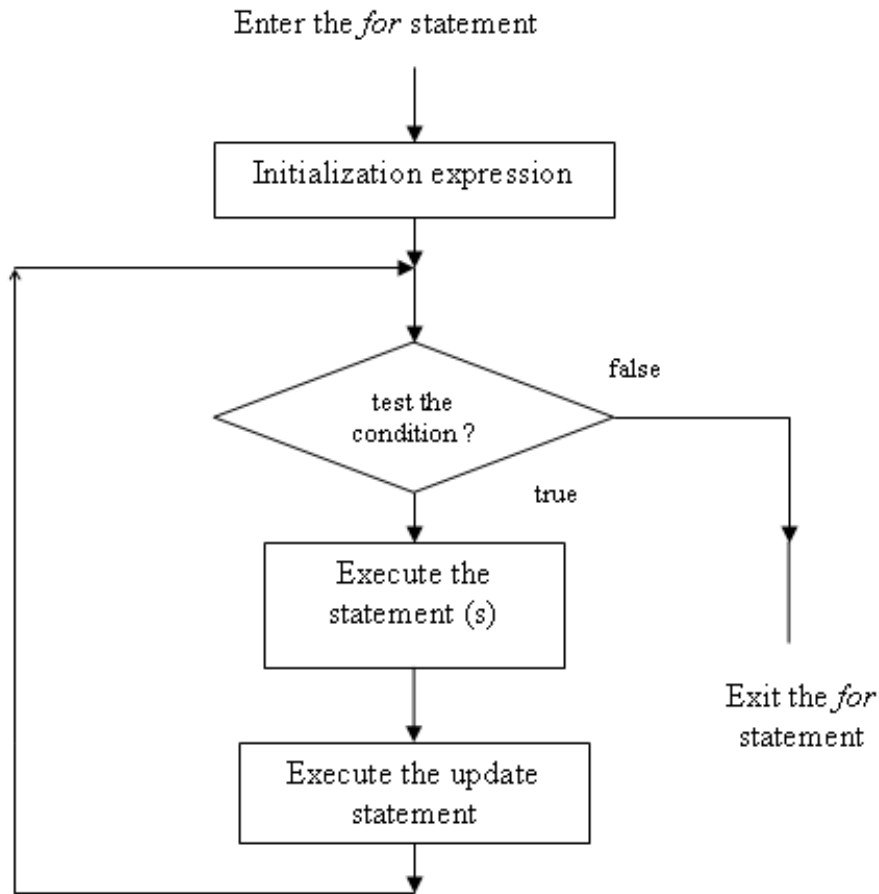 Enter the for statement
Initialization expression
false
test the
condition ?
true
Execute the
statement (s)
Exit the for
statement
Execute the update
statement